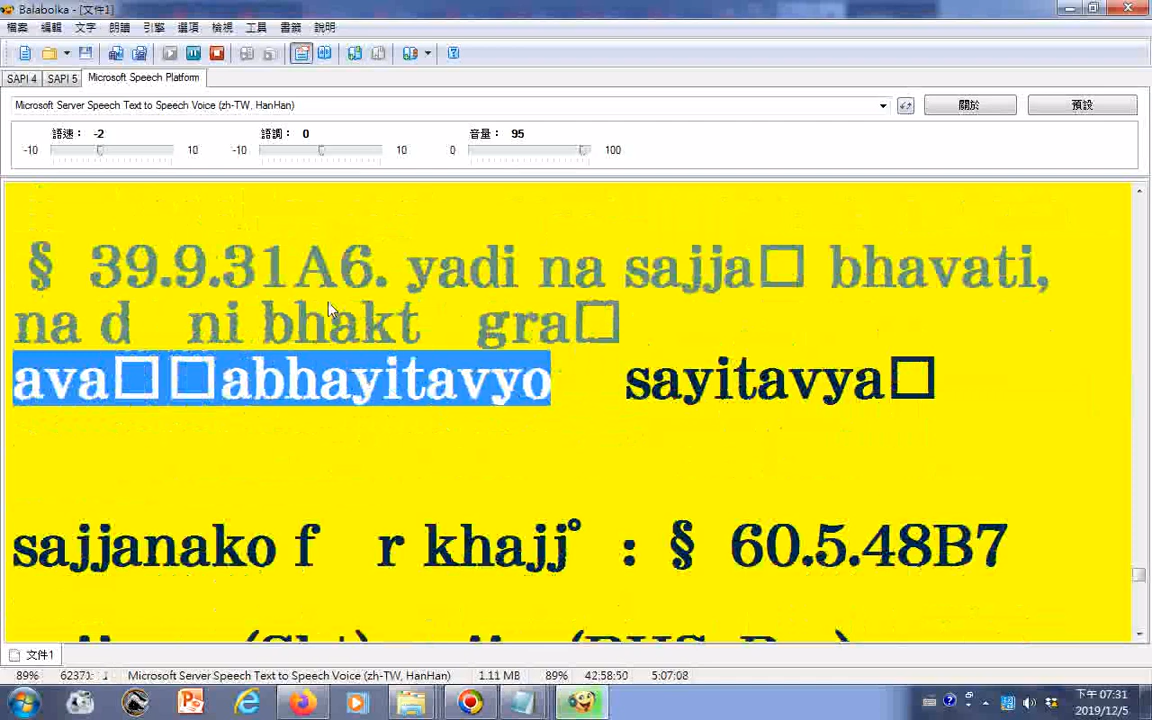 Balabolka - [文件1]
檔案 編輯 文字 朗讀 引擎 選項 檢視 工具 書籤 說明
SAPI 4 SAPI 5 Microsoft Speech Platform
Microsoft Server Speech Text to Speech Voice (zh-TW, HanHan) 關於 預設
語速： -2 語調： 0 音量： 95
-10 10 -10 10 0 100
§ 39.9.31A6. yadi na sajja□ bhavati,
na d ni bhakt gra□
ava□□abhayitavyo sayitavya□
sajjanako f r khajj° : § 60.5.48B7
文件1
89% Microsoft Server Speech Text to Speech Voice (zh-TW, HanHan) 1.11 MB 89% 42:58:50 5:07:08
下午 07:31
2019/12/5